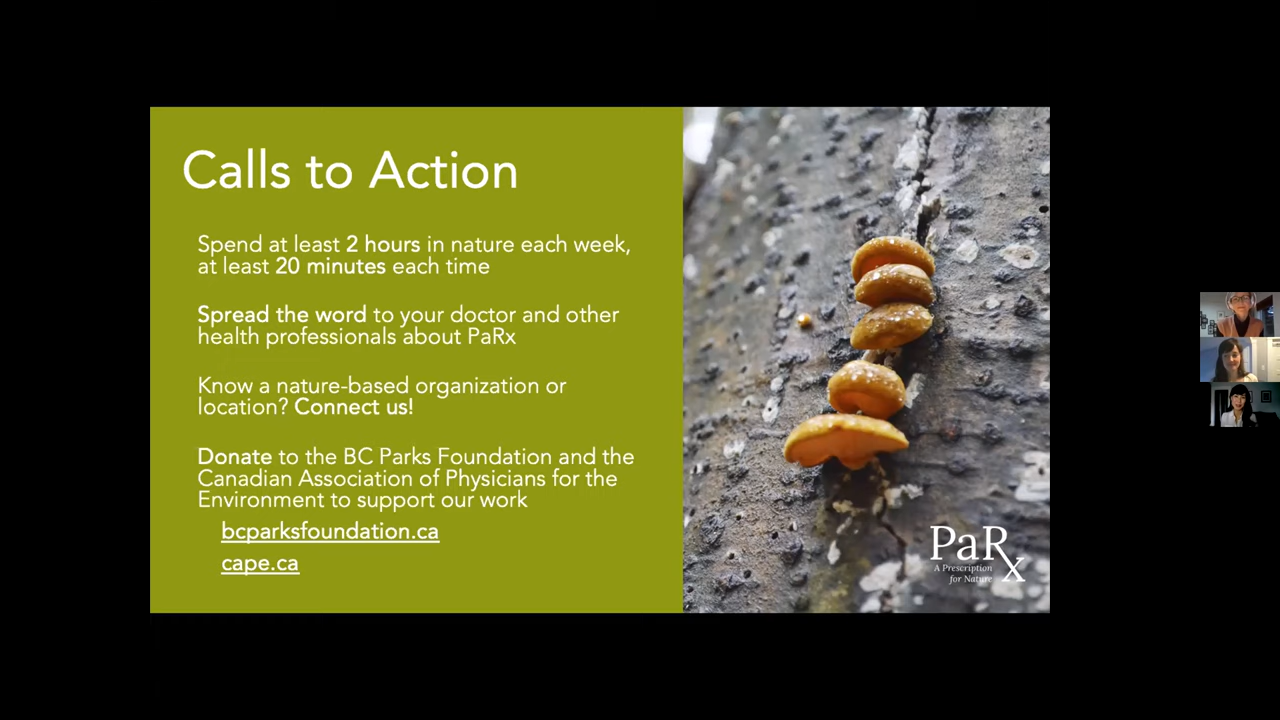 Calls to Action
Spend at least 2 hours in nature each week,
at least 20 minutes each time
Spread the word to your doctor and other
health professionals about PaRx
Know a nature-based organization or
location? Connect us!
Donate to the BC Parks Foundation and the
Canadian Association of Physicians for the
Environment to support our work
bcparksfoundation.ca
cape.ca
PaRx
A Prescription
for Nature